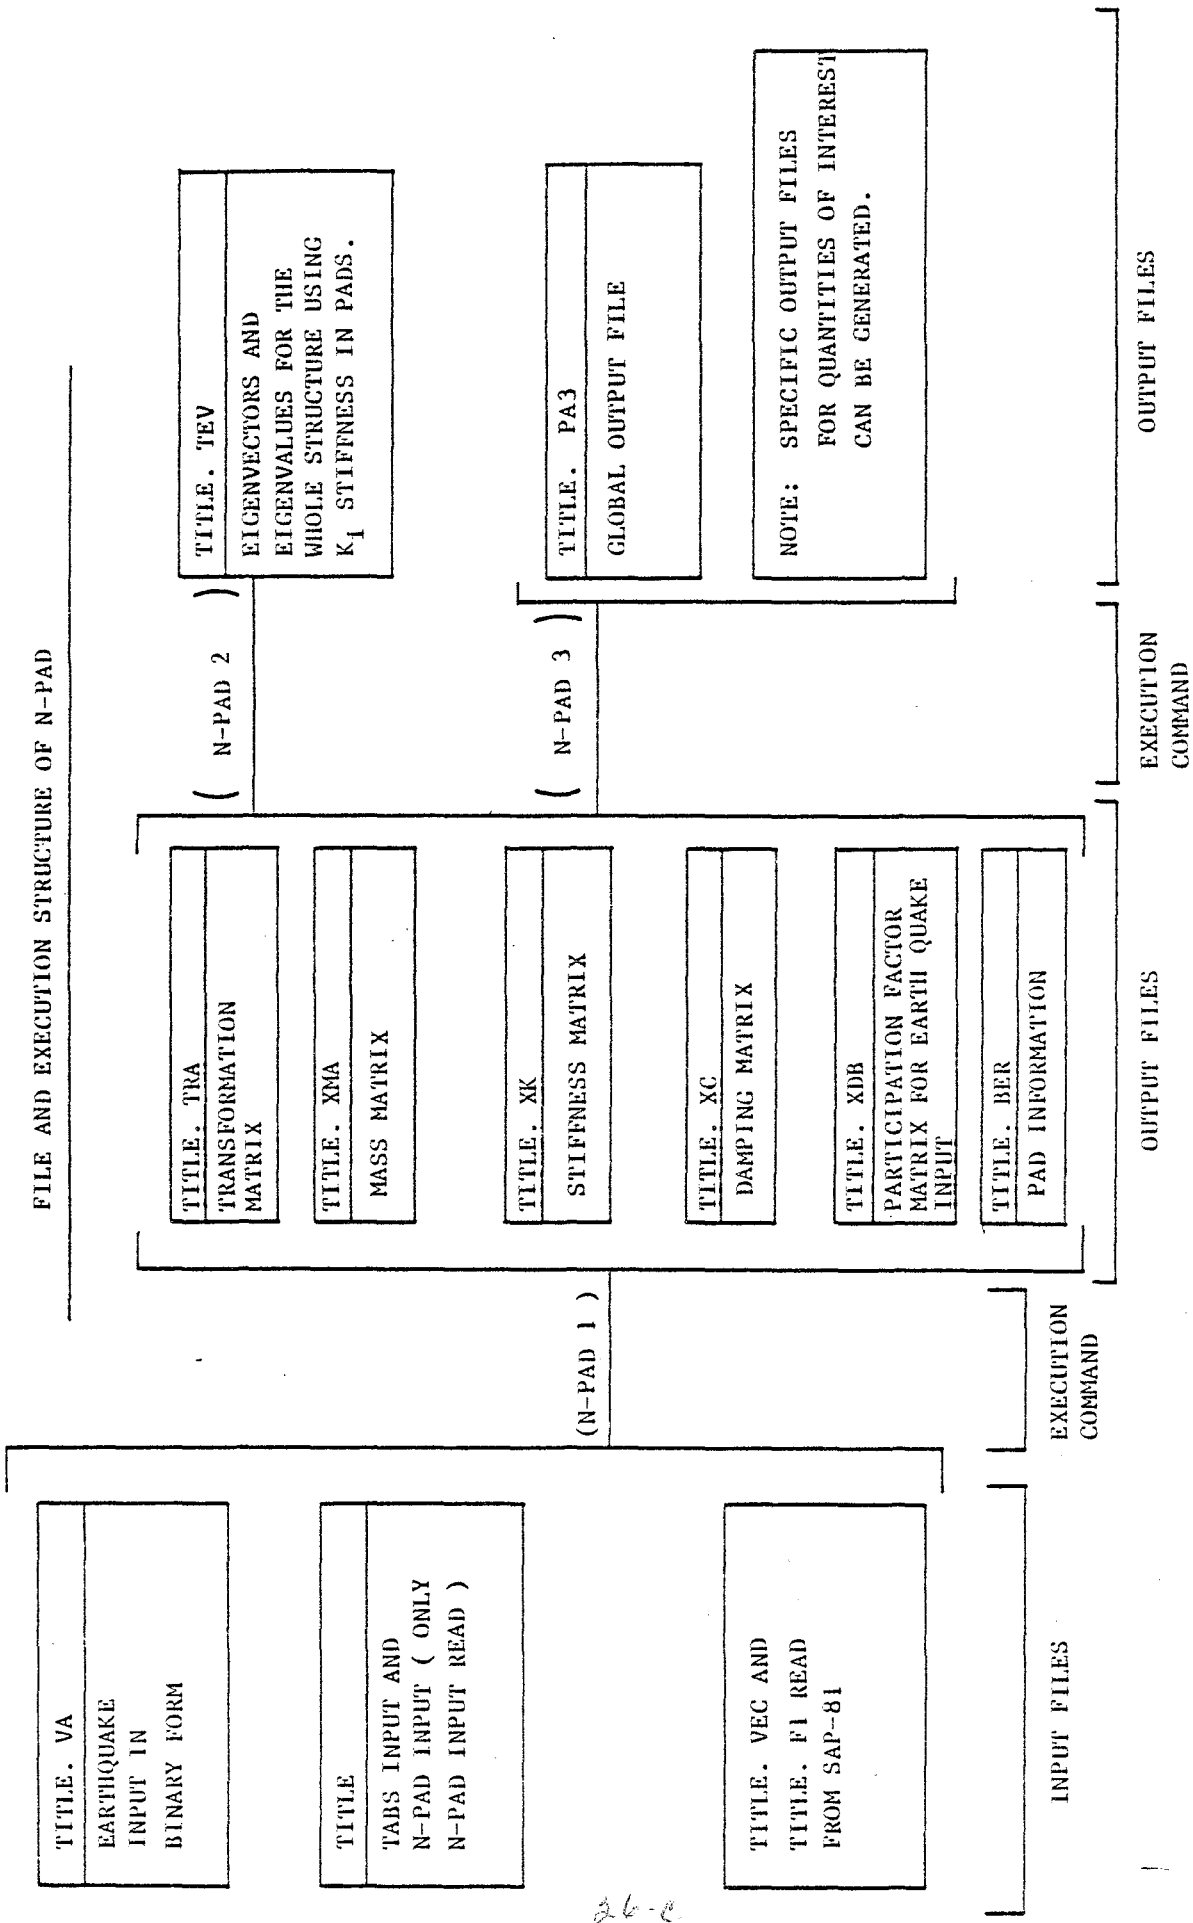 FILE AND EXECUTION STRUCTURE OF N-PAD
TITLE. VA
EARTHQUAKE
INPUT IN
BINARY FORM
TITLE
TABS INPUT AND
N-PAD INPUT ( ONLY
N-PAD INPUT READ )
TITLE. VEC AND
TITLE. F1 READ
FROM SAP-81
INPUT FILES
(N-PAD 1 )
EXECUTION
COMMAND
TITLE. TRA
TRANSFORMATION
MATRIX
TITLE. XMA
MASS MATRIX
TITLE. XK
STIFFNESS MATRIX
TITLE. XC
DAMPING MATRIX
TITLE. XDB
PARTICIPATION FACTOR
MATRIX FOR EARTH QUAKE
INPUT
TITLE. BER
PAD INFORMATION
OUTPUT FILES
( N-PAD 2 )
( N-PAD 3 )
EXECUTION
COMMAND
TITLE. TEV
EIGENVECTORS AND
EIGENVALUES FOR THE
WHOLE STRUCTURE USING
K1 STIFFNESS IN PADS.
TITLE. PA3
GLOBAL OUTPUT FILE
NOTE: SPECIFIC OUTPUT FILES
FOR QUANTITIES OF INTEREST
CAN BE GENERATED.
OUTPUT FILES
26-c